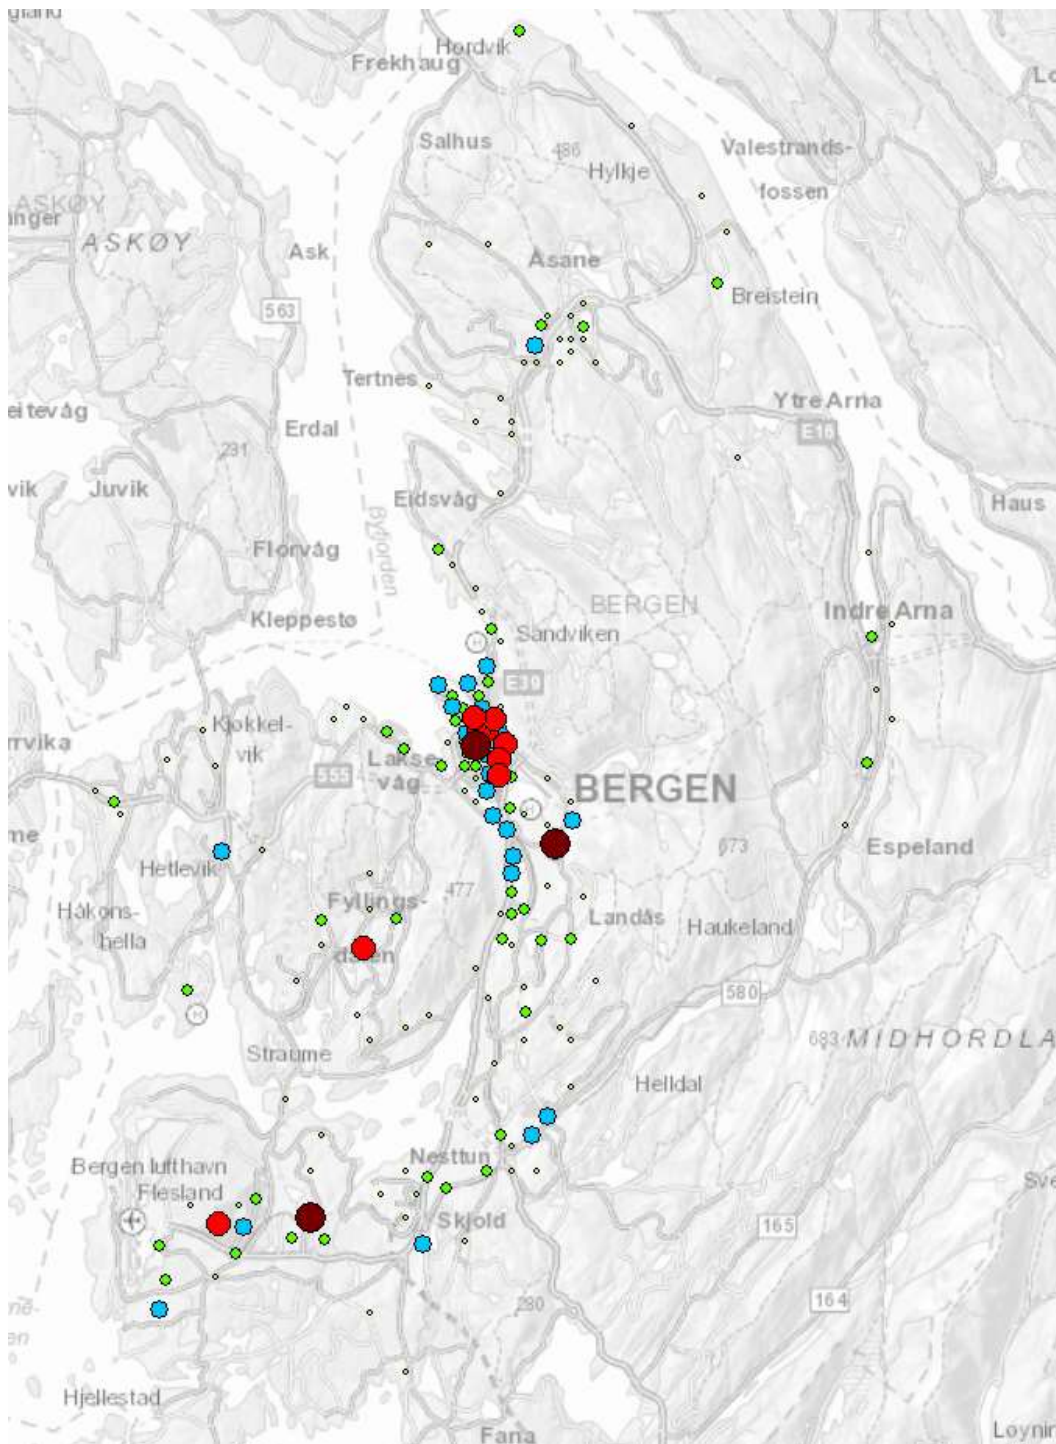 Hordvik
Frekhaug
Salhus
486
Hylkje
Valestrands-
fossen
ASKØY
ASKØY
Ask
Åsane
Breistein
563
Tertnes
Ytre Arna
E16
Erdal
231
Juvik
Haus
Eidsvåg
Byfjorden
Florvåg
BERGEN
Indre Arna
Kleppestø
Sandviken
H
E39
Kjøkkel-
vik
Lakse-
våg
555
BERGEN
H
Hetlevik
673
Espeland
477
Fyllings-
dalen
Landås
Haukeland
Håkons-
hella
580
H
683
MIDHORDLA
Straume
Helldal
Nesttun
Bergen lufthavn
Flesland
Skjold
165
280
164
Hjellestad
Fana